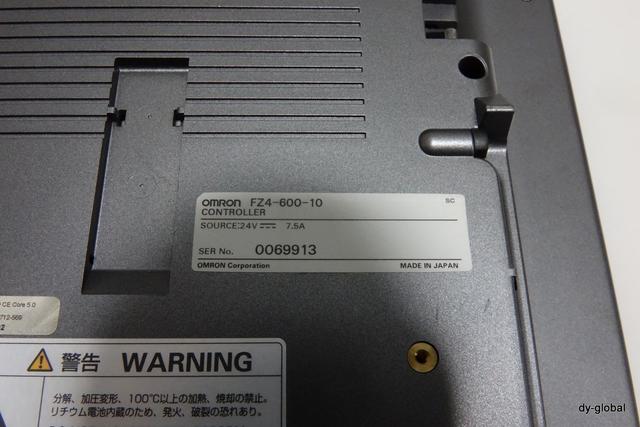 OMRON FZ4-600-10 SC
CONTROLLER
SOURCE:24V 7.5A
SER No. 0069913
OMRON Corporation MADE IN JAPAN
CE Core 5.0
712-569
警告 WARNING
分解、加圧変形、100℃以上の加熱、焼却の禁止。
リチウム電池内蔵のため、発火、破裂の恐れあり。
dy-global